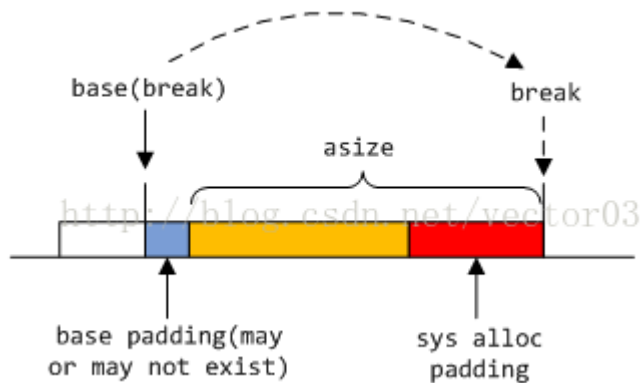 base(break)
break
asize
http://blog.csdn.net/vector03
base padding(may
or may not exist)
sys alloc
padding